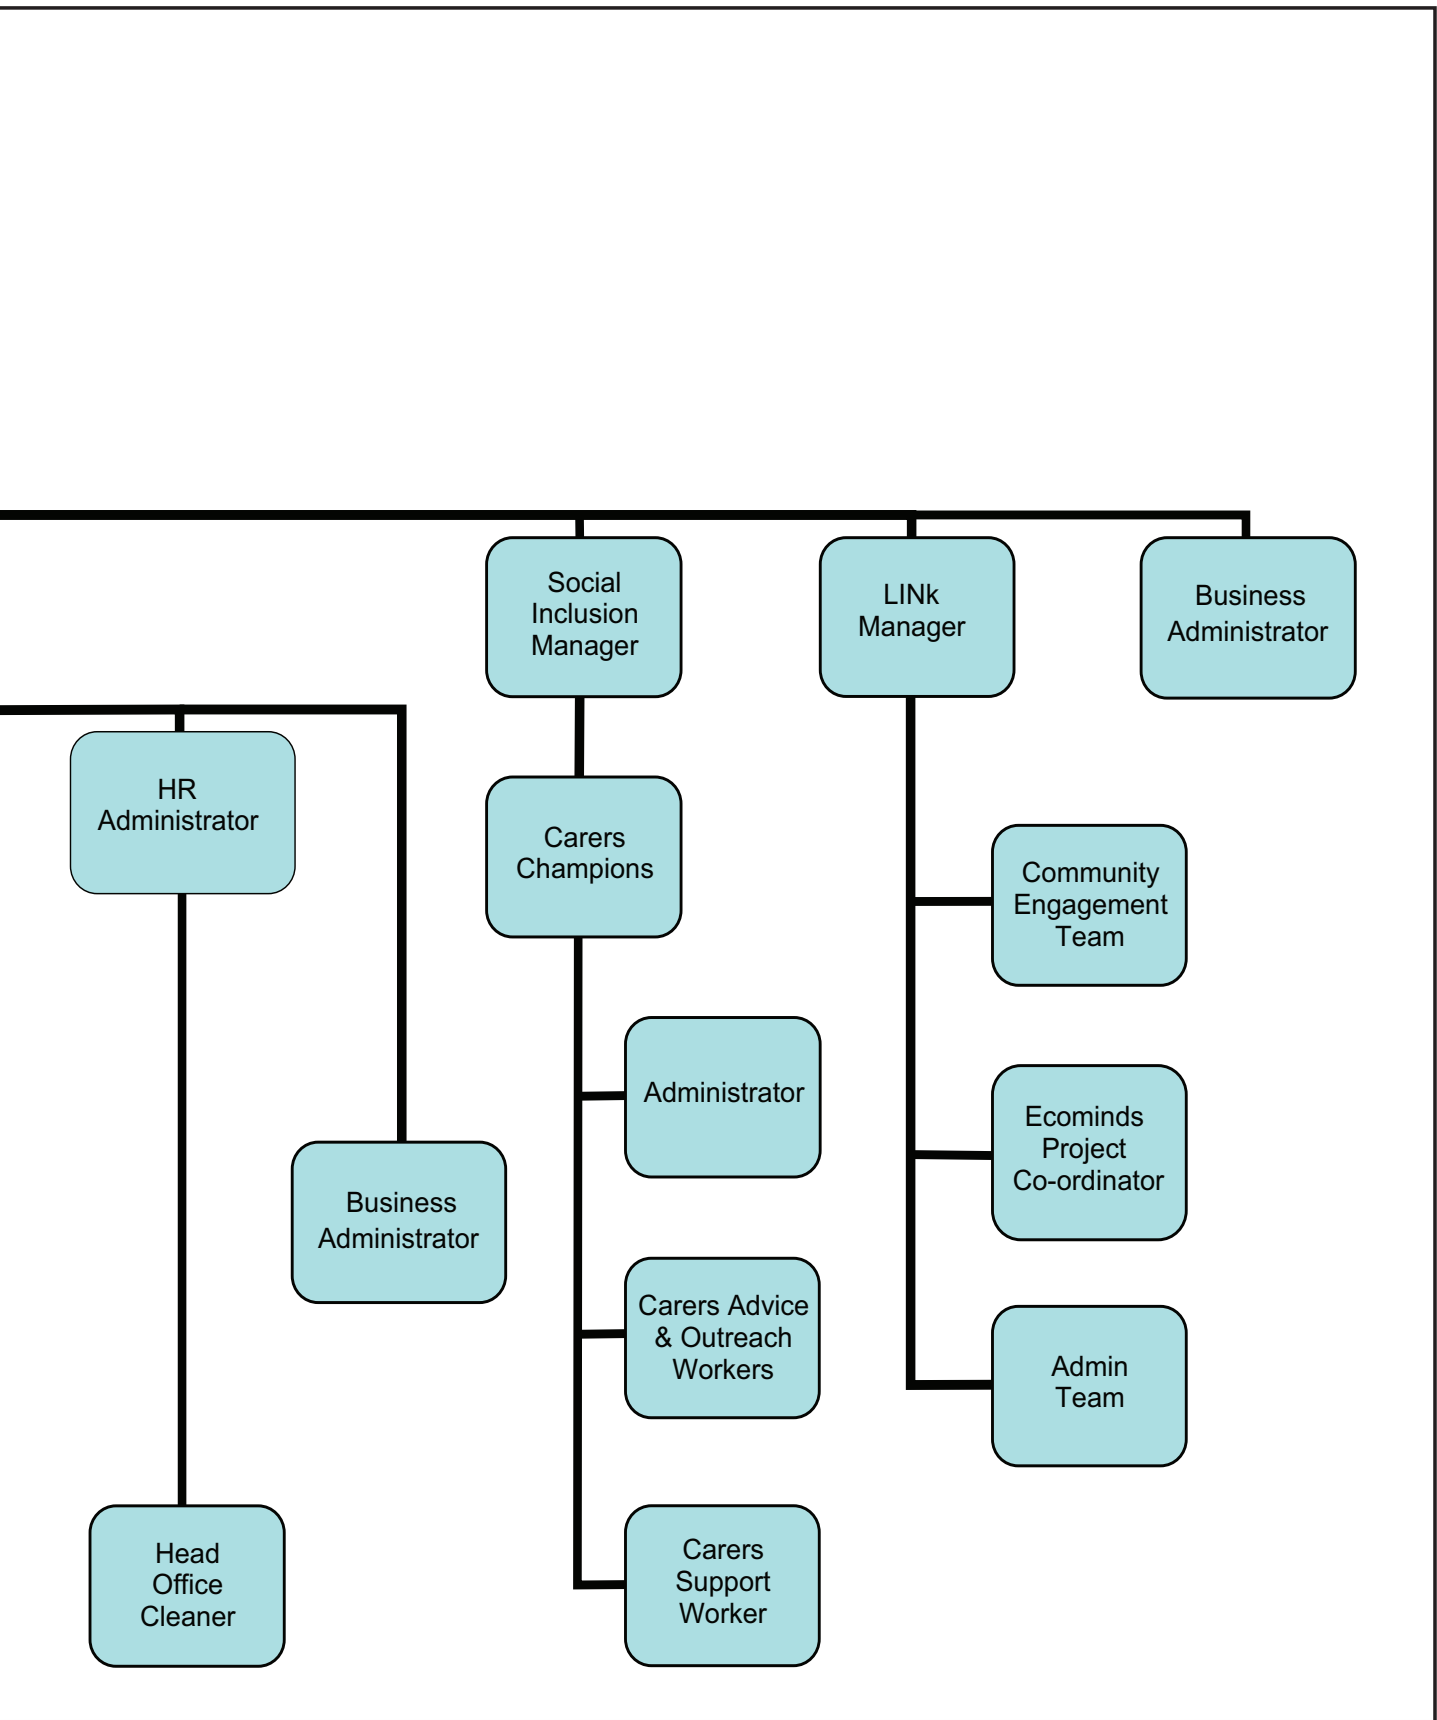 Social
Inclusion
Manager
LINk
Manager
Business
Administrator
HR
Administrator
Carers
Champions
Community
Engagement
Team
Administrator
Ecominds
Project
Co-ordinator
Business
Administrator
Carers Advice
& Outreach
Workers
Admin
Team
Head
Office
Cleaner
Carers
Support
Worker